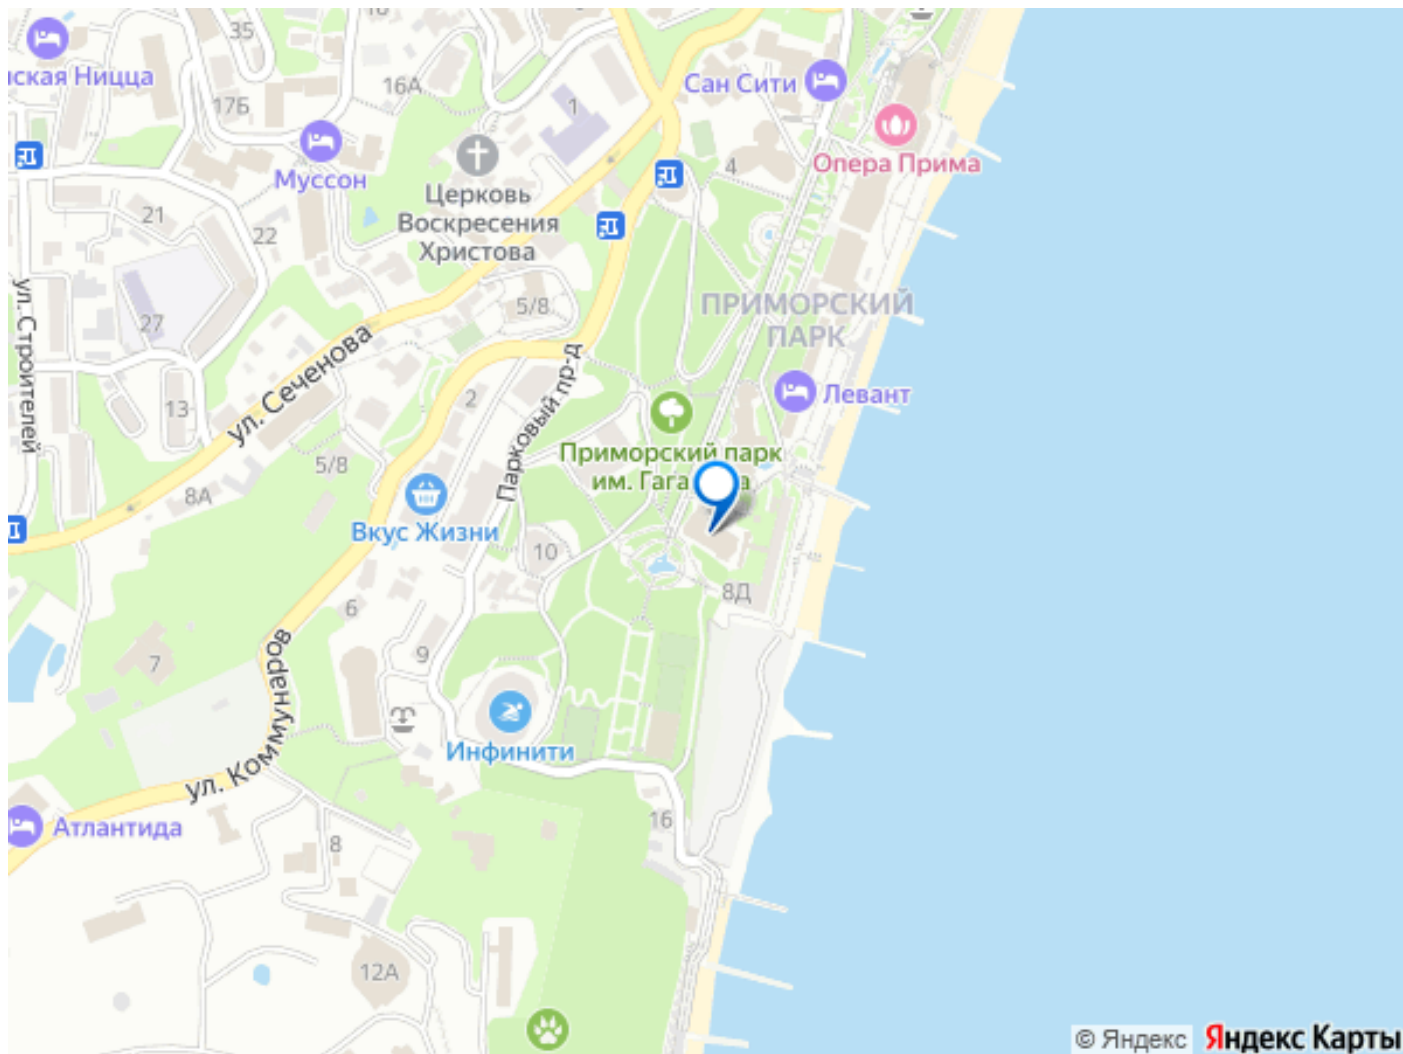 35
16А
нская Ницца
17Б
1
Сан Сити
Опера Прима
4
Муссон
Церковь
Воскресения
Христова
21
22
27
5/8
ПРИМОРСКИЙ
ПАРК
ул. Строителей
ул. Сеченова
Парковый пр-д
2
13
Левант
Приморский парк
им. Гага
а
5/8
8А
Вкус Жизни
10
8Д
6
7
9
ул. Коммунаров
Инфинити
Атлантида
8
16
12А
© Яндекс Яндекс Карты